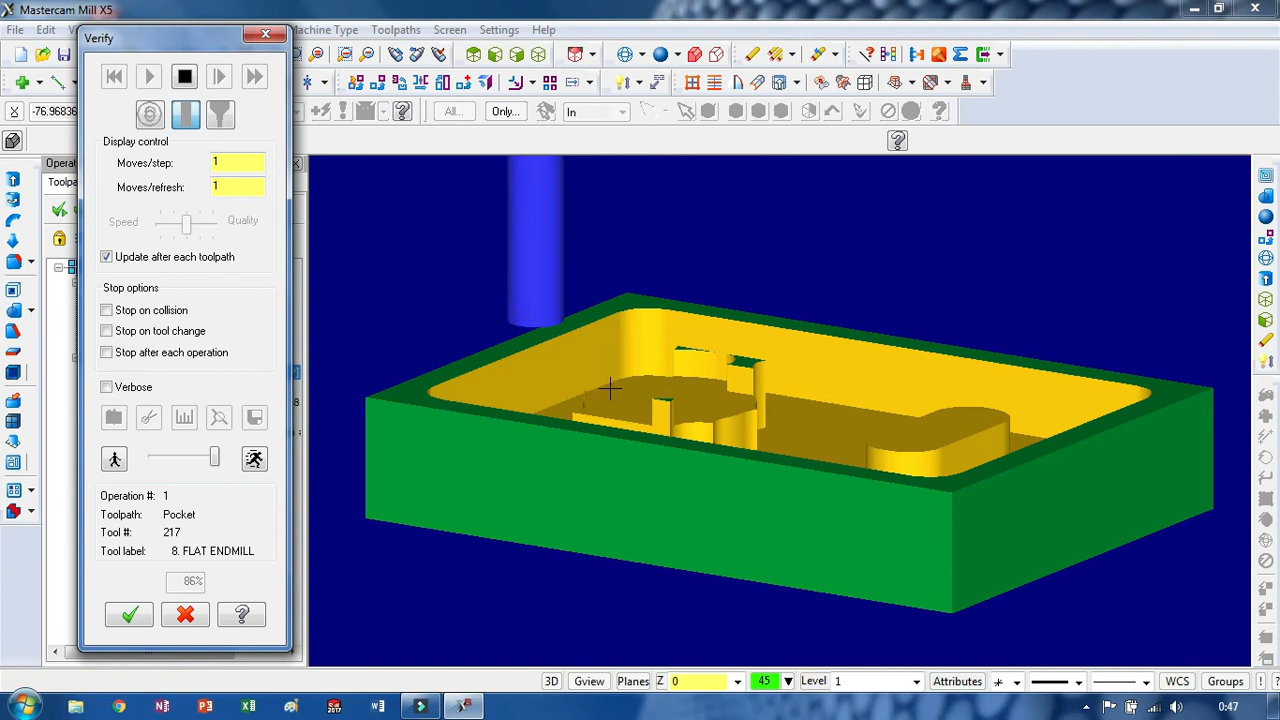 Mastercam Mill X5
File Edit V
Machine Type Toolpaths Screen Settings Help
Verify
-76.96836
All...
Only...
In
Operat
Toolpa
Display control
Moves/step: 1
Moves/refresh: 1
Speed Quality
Update after each toolpath
Stop options
Stop on collision
Stop on tool change
Stop after each operation
Verbose
Operation #: 1
Toolpath: Pocket
Tool #: 217
Tool label: 8. FLAT ENDMILL
86%
3D Gview Planes Z 0 45 Level 1 Attributes WCS Groups
2017
0:47